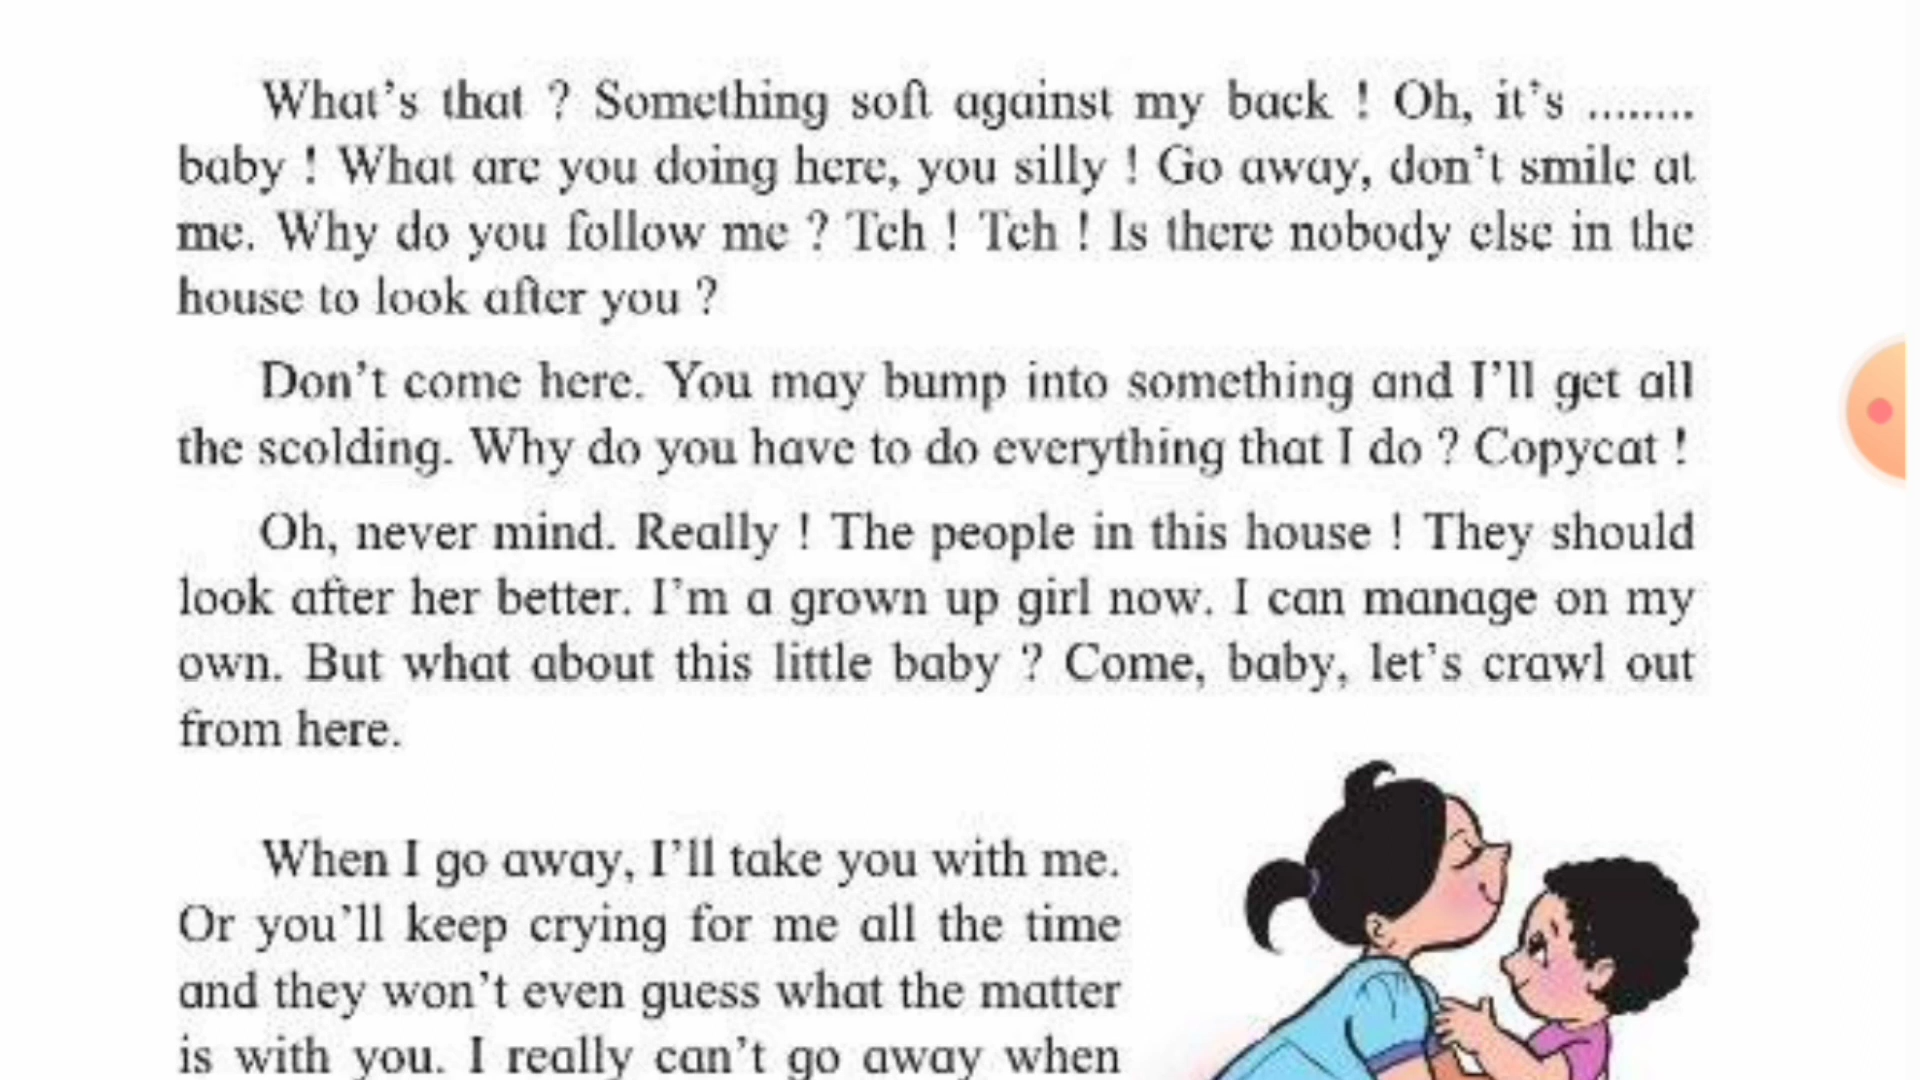 What's that ? Something soft against my back ! Oh, it's ........
baby ! What are you doing here, you silly ! Go away, don't smile at
me. Why do you follow me ? Tch ! Tch ! Is there nobody else in the
house to look after you ?
Don't come here. You may bump into something and I'll get all
the scolding. Why do you have to do everything that I do ? Copycat !
Oh, never mind. Really ! The people in this house ! They should
look after her better. I'm a grown up girl now. I can manage on my
own. But what about this little baby ? Come, baby, let's crawl out
from here.
When I go away, I'll take you with me.
Or you'll keep crying for me all the time
and they won't even guess what the matter
is with you. I really can't go away when